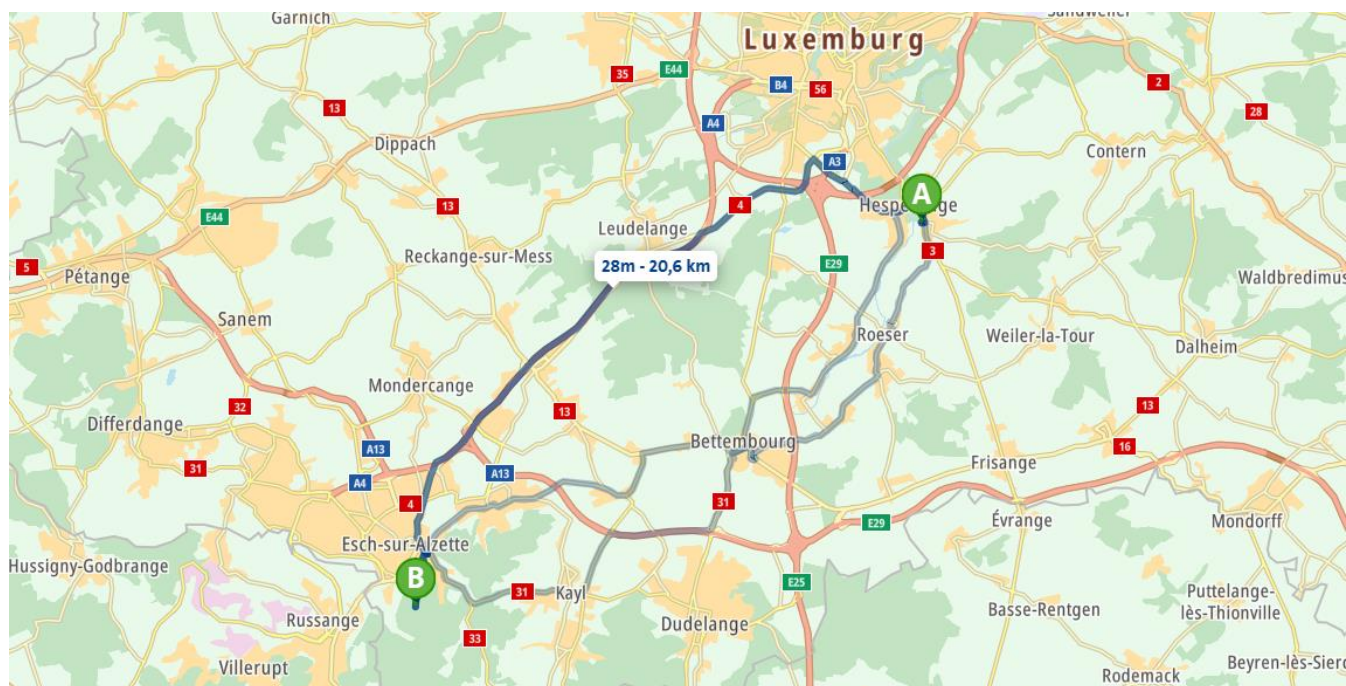 Garnich
Sandweiler
Luxemburg
35
E44
B4
56
2
28
13
A4
Dippach
Contern
A3
A
Hesperange
13
4
E44
Leudelange
Reckange-sur-Mess
3
5
Pétange
28m - 20,6 km
E29
Waldbredimus
Sanem
Roeser
Weiler-la-Tour
Dalheim
Mondercange
32
13
13
Differdange
Bettembourg
16
A13
31
A13
Frisange
A4
4
31
E29
Évrange
Mondorff
Esch-sur-Alzette
Hussigny-Godbrange
B
E25
31
Kayl
Puttelange-
lès-Thionville
Basse-Rentgen
Russange
Dudelange
33
Villerupt
Beyren-lès-Sierc
Rodemack